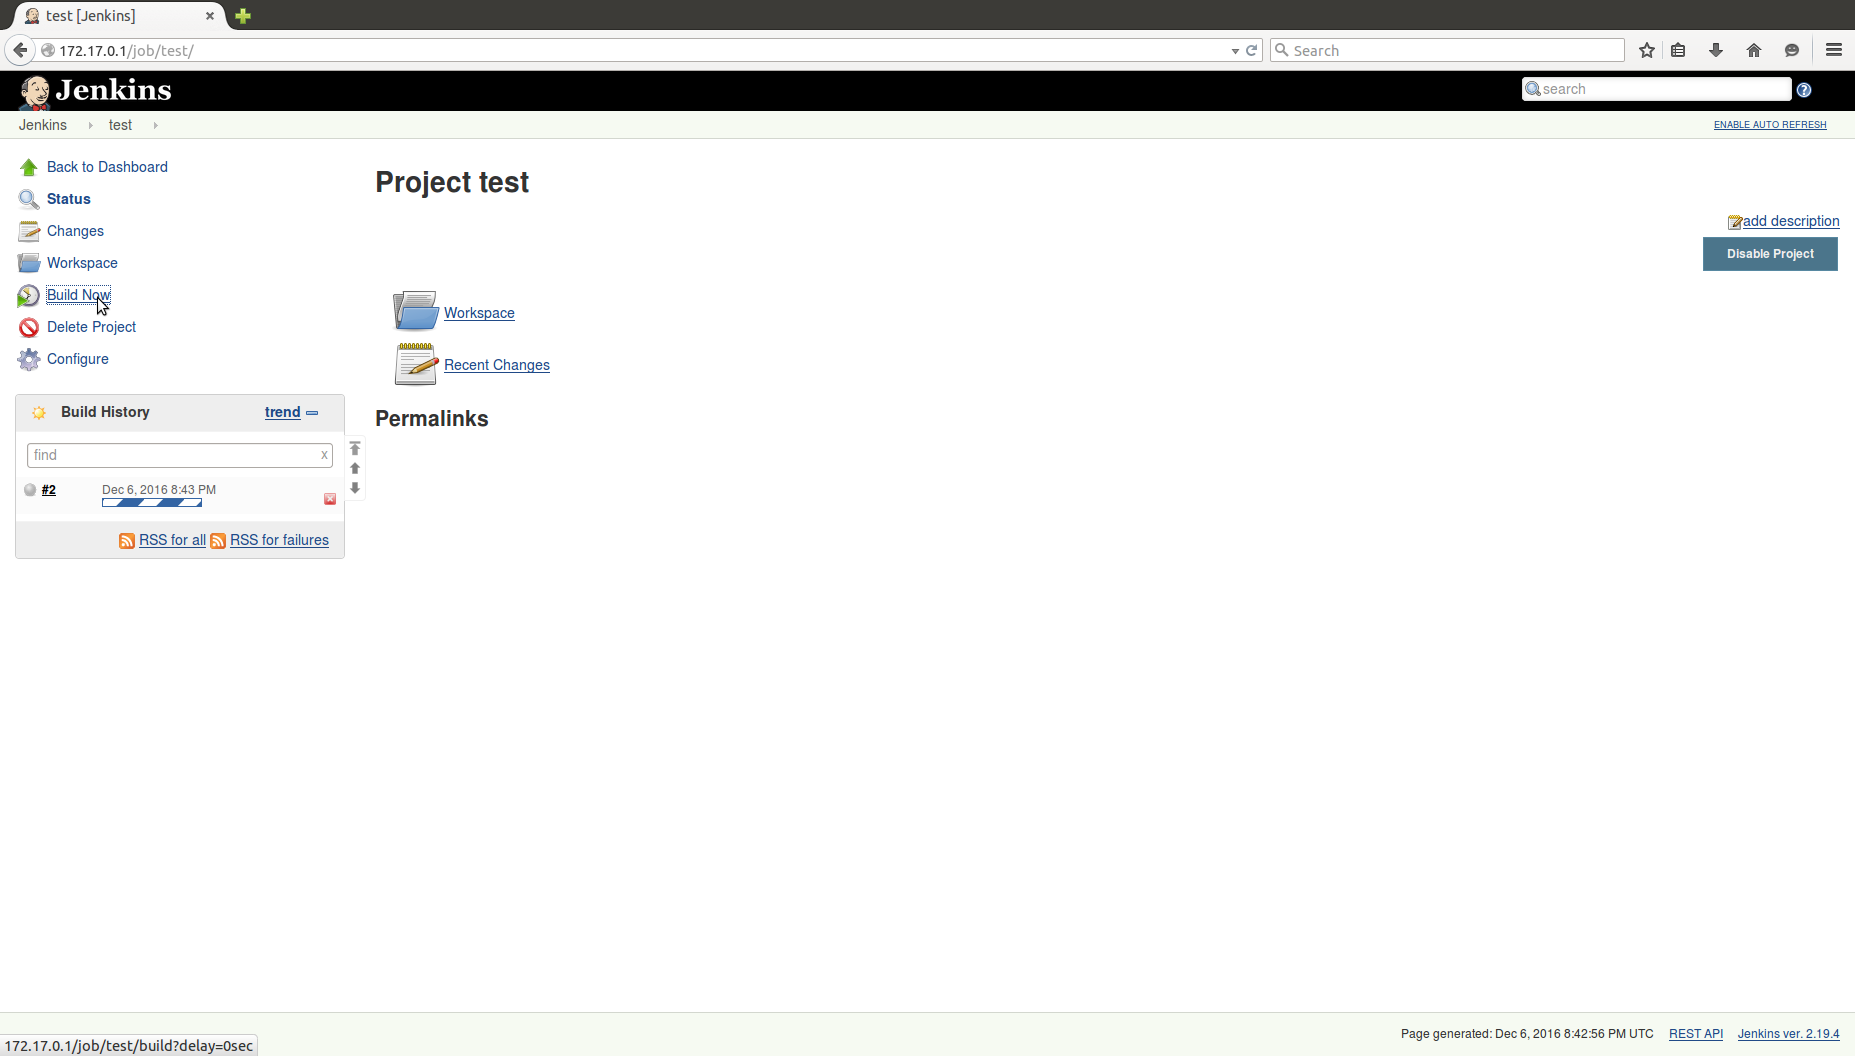 test [Jenkins]
172.17.0.1/job/test/
Search
Jenkins
search
Jenkins test
ENABLE AUTO REFRESH
Back to Dashboard
Status
Changes
Workspace
Build Now
Delete Project
Configure
Build History trend
find x
#2 Dec 6, 2016 8:43 PM
RSS for all RSS for failures
Project test
add description
Disable Project
Workspace
Recent Changes
Permalinks
Page generated: Dec 6, 2016 8:42:56 PM UTC REST API Jenkins ver. 2.19.4
172.17.0.1/job/test/build?delay=0sec